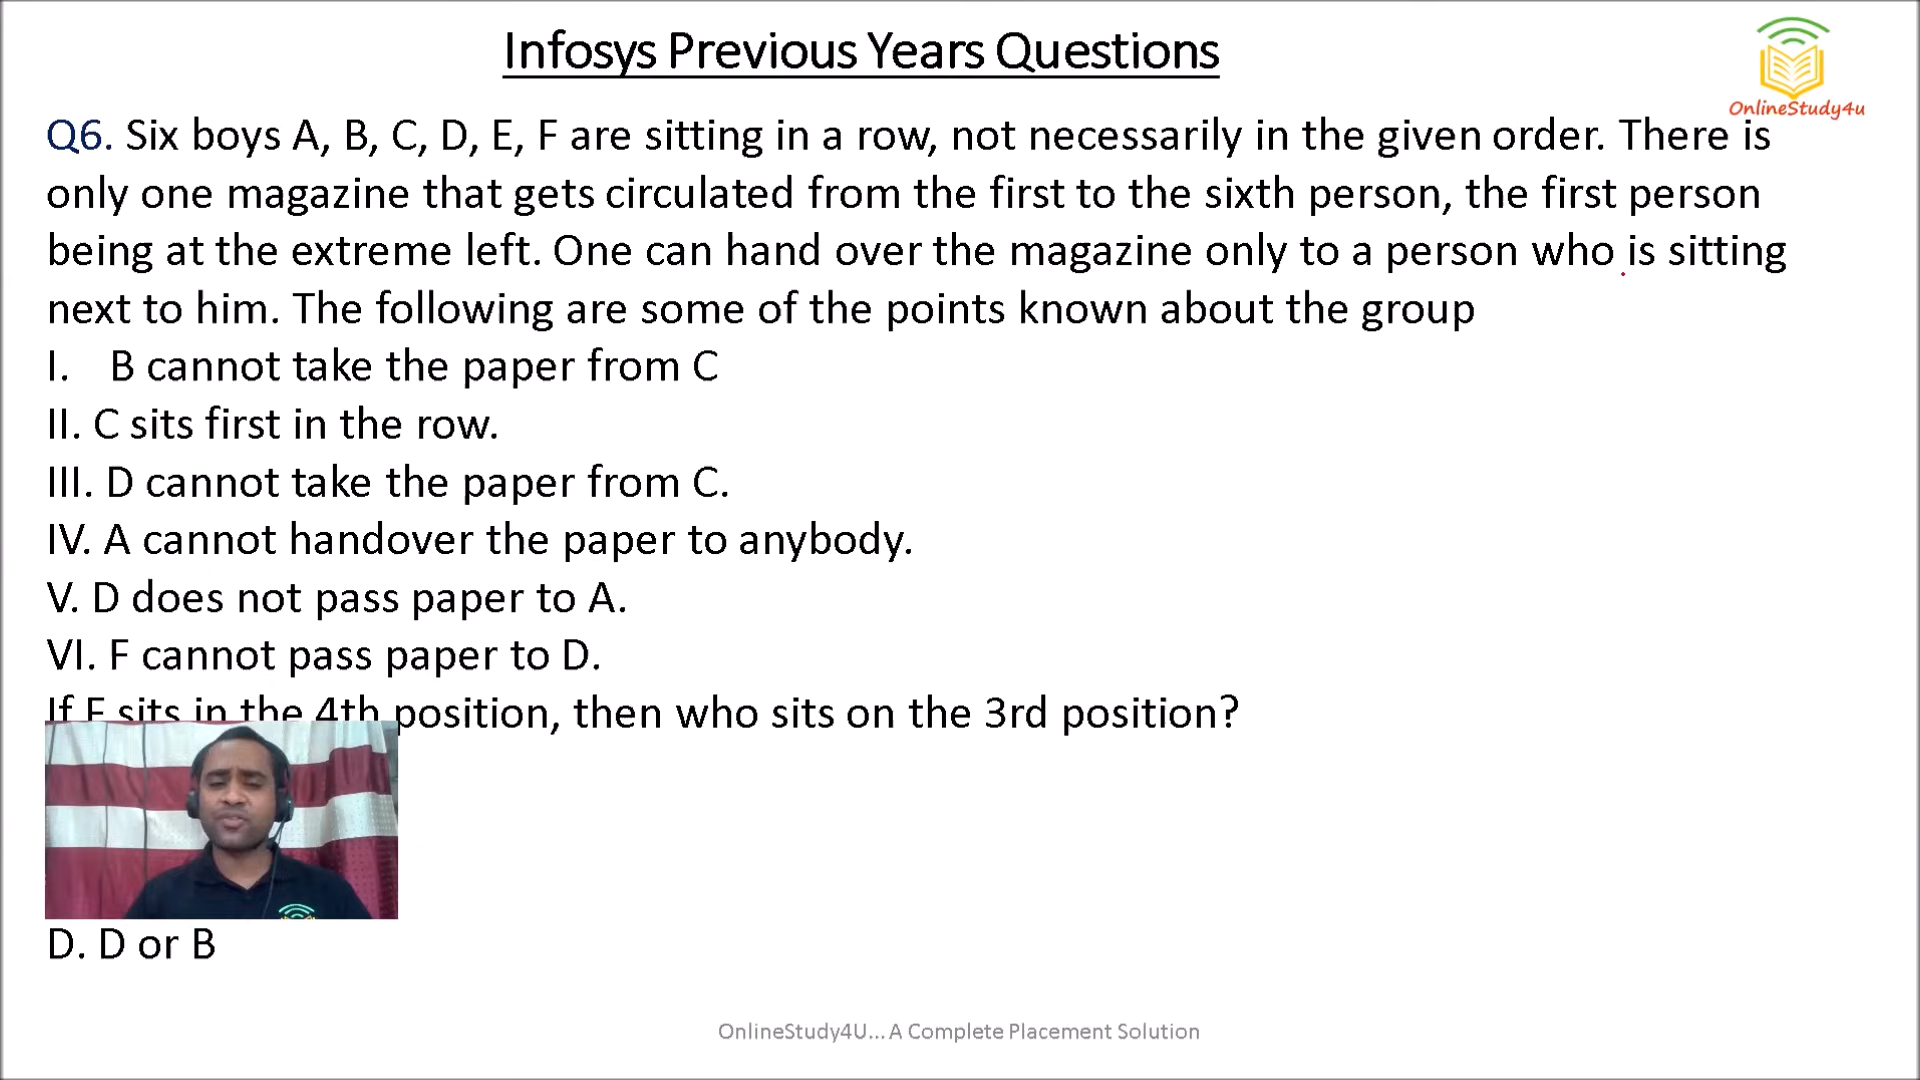 Infosys Previous Years Questions
OnlineStudy4u
Q6. Six boys A, B, C, D, E, F are sitting in a row, not necessarily in the given order. There is
only one magazine that gets circulated from the first to the sixth person, the first person
being at the extreme left. One can hand over the magazine only to a person who is sitting
next to him. The following are some of the points known about the group
I. B cannot take the paper from C
II. C sits first in the row.
III. D cannot take the paper from C.
IV. A cannot handover the paper to anybody.
V. D does not pass paper to A.
VI. F cannot pass paper to D.
If sits in the 4th position, then who sits on the 3rd position?
D. D or B
OnlineStudy4U... A Complete Placement Solution